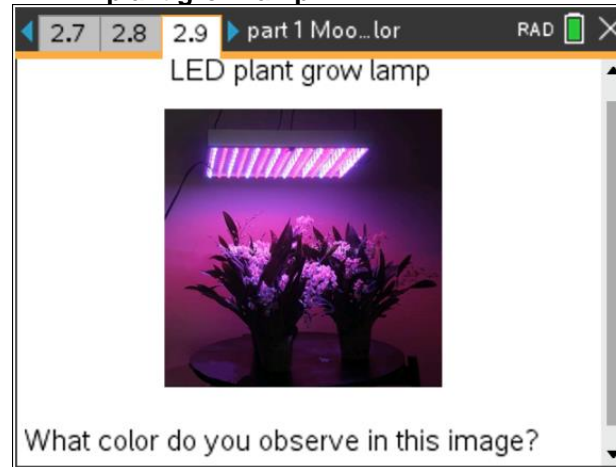 2.7 2.8 2.9 part 1 Moo...lor RAD
LED plant grow lamp
What color do you observe in this image?